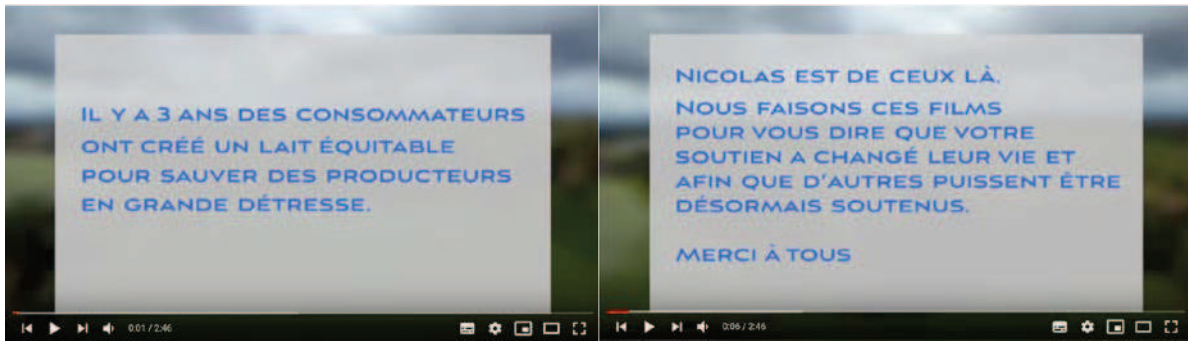 IL Y A 3 ANS DES CONSOMMATEURS
ONT CRÉÉ UN LAIT ÉQUITABLE
POUR SAUVER DES PRODUCTEURS
EN GRANDE DÉTRESSE.
0:01 / 2:46
NICOLAS EST DE CEUX LÀ.
NOUS FAISONS CES FILMS
POUR VOUS DIRE QUE VOTRE
SOUTIEN A CHANGÉ LEUR VIE ET
AFIN QUE D'AUTRES PUISSENT ÊTRE
DÉSORMAIS SOUTENUS.
MERCI À TOUS
0:06 / 2:46